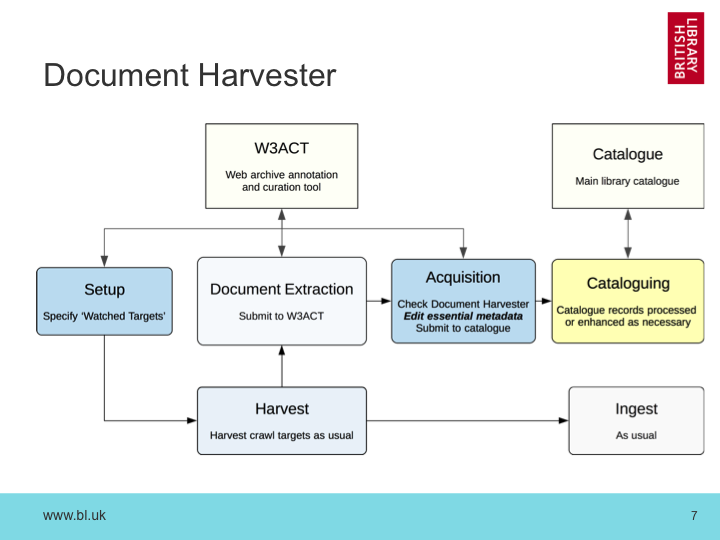 LIBRARY
BRITISH
Document Harvester
W3ACT
Web archive annotation
and curation tool
Catalogue
Main library catalogue
Setup
Specify ‘Watched Targets’
Document Extraction
Submit to W3ACT
Acquisition
Check Document Harvester
Edit essential metadata
Submit to catalogue
Cataloguing
Catalogue records processed
or enhanced as necessary
Harvest
Harvest crawl targets as usual
Ingest
As usual
www.bl.uk
7